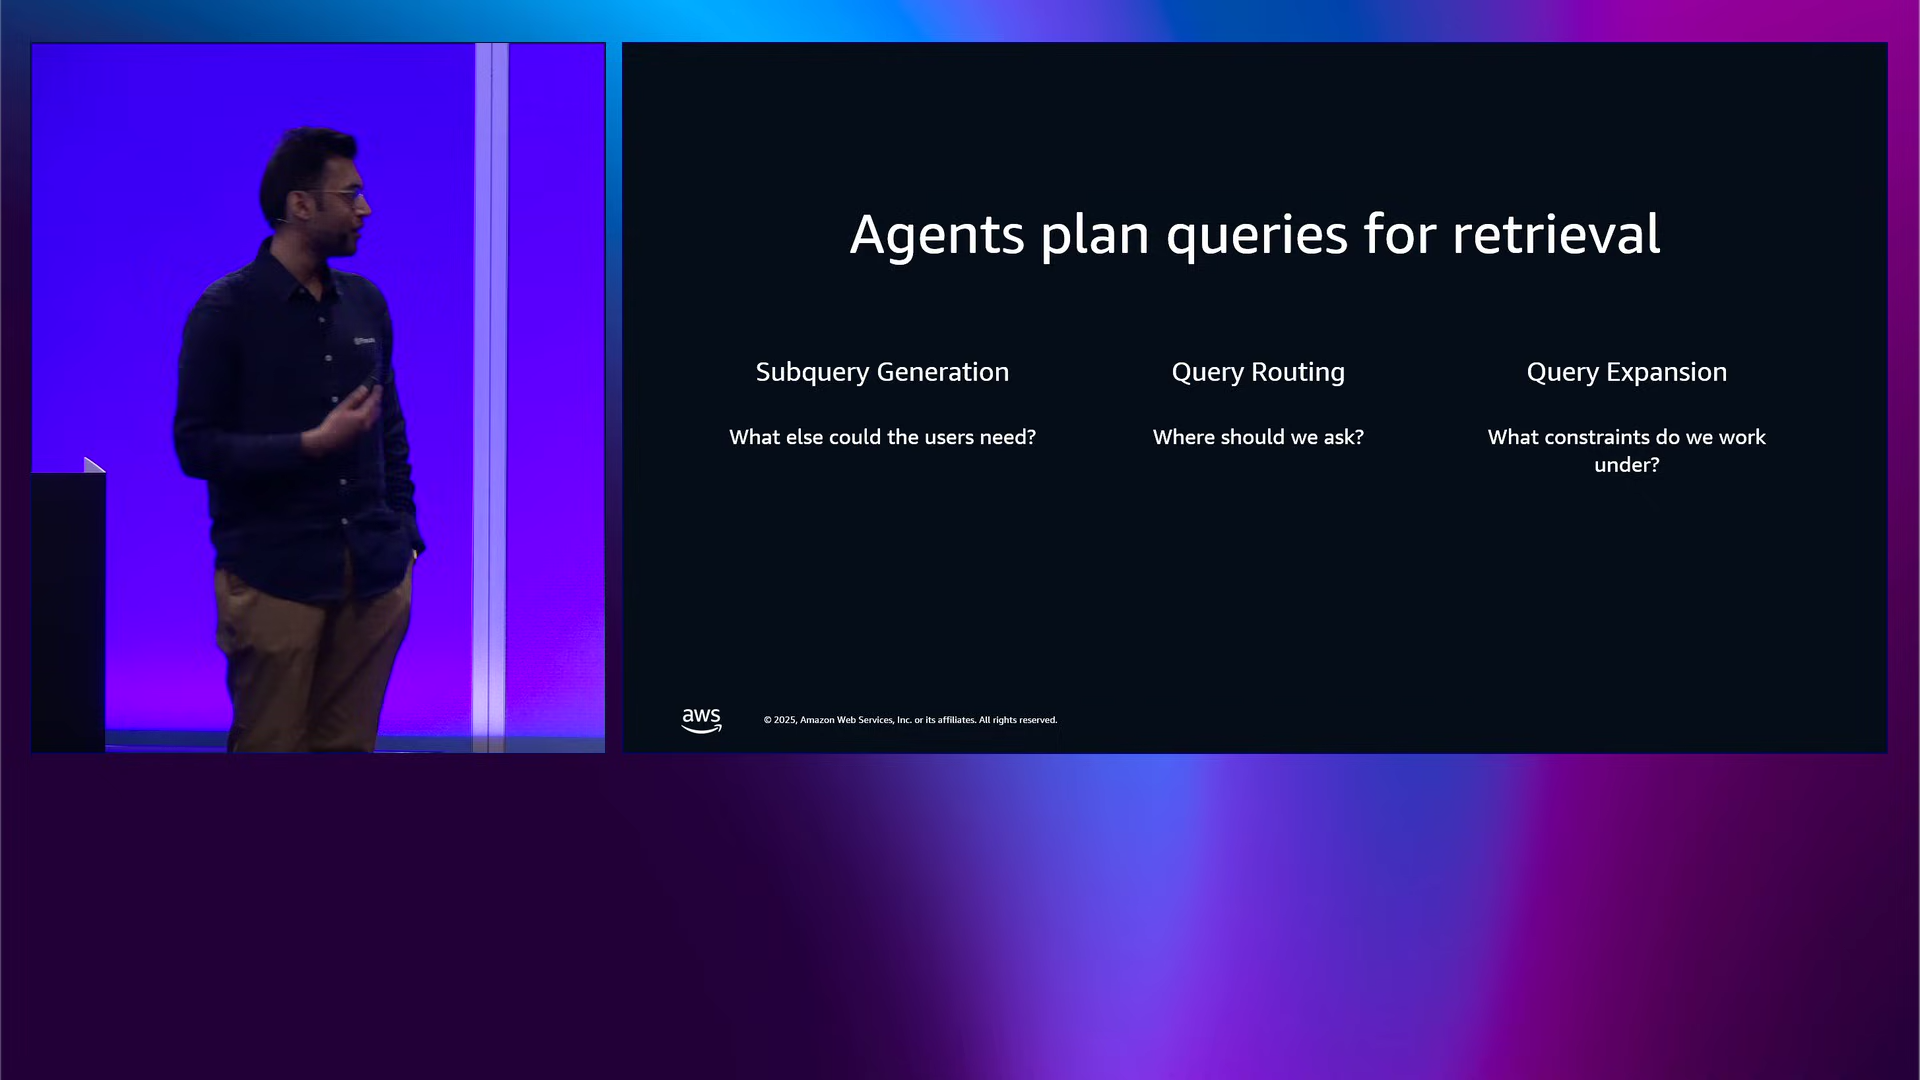 Agents plan queries for retrieval
Subquery Generation
What else could the users need?
Query Routing
Where should we ask?
Query Expansion
What constraints do we work
under?
aws
© 2025, Amazon Web Services, Inc. or its affiliates. All rights reserved.